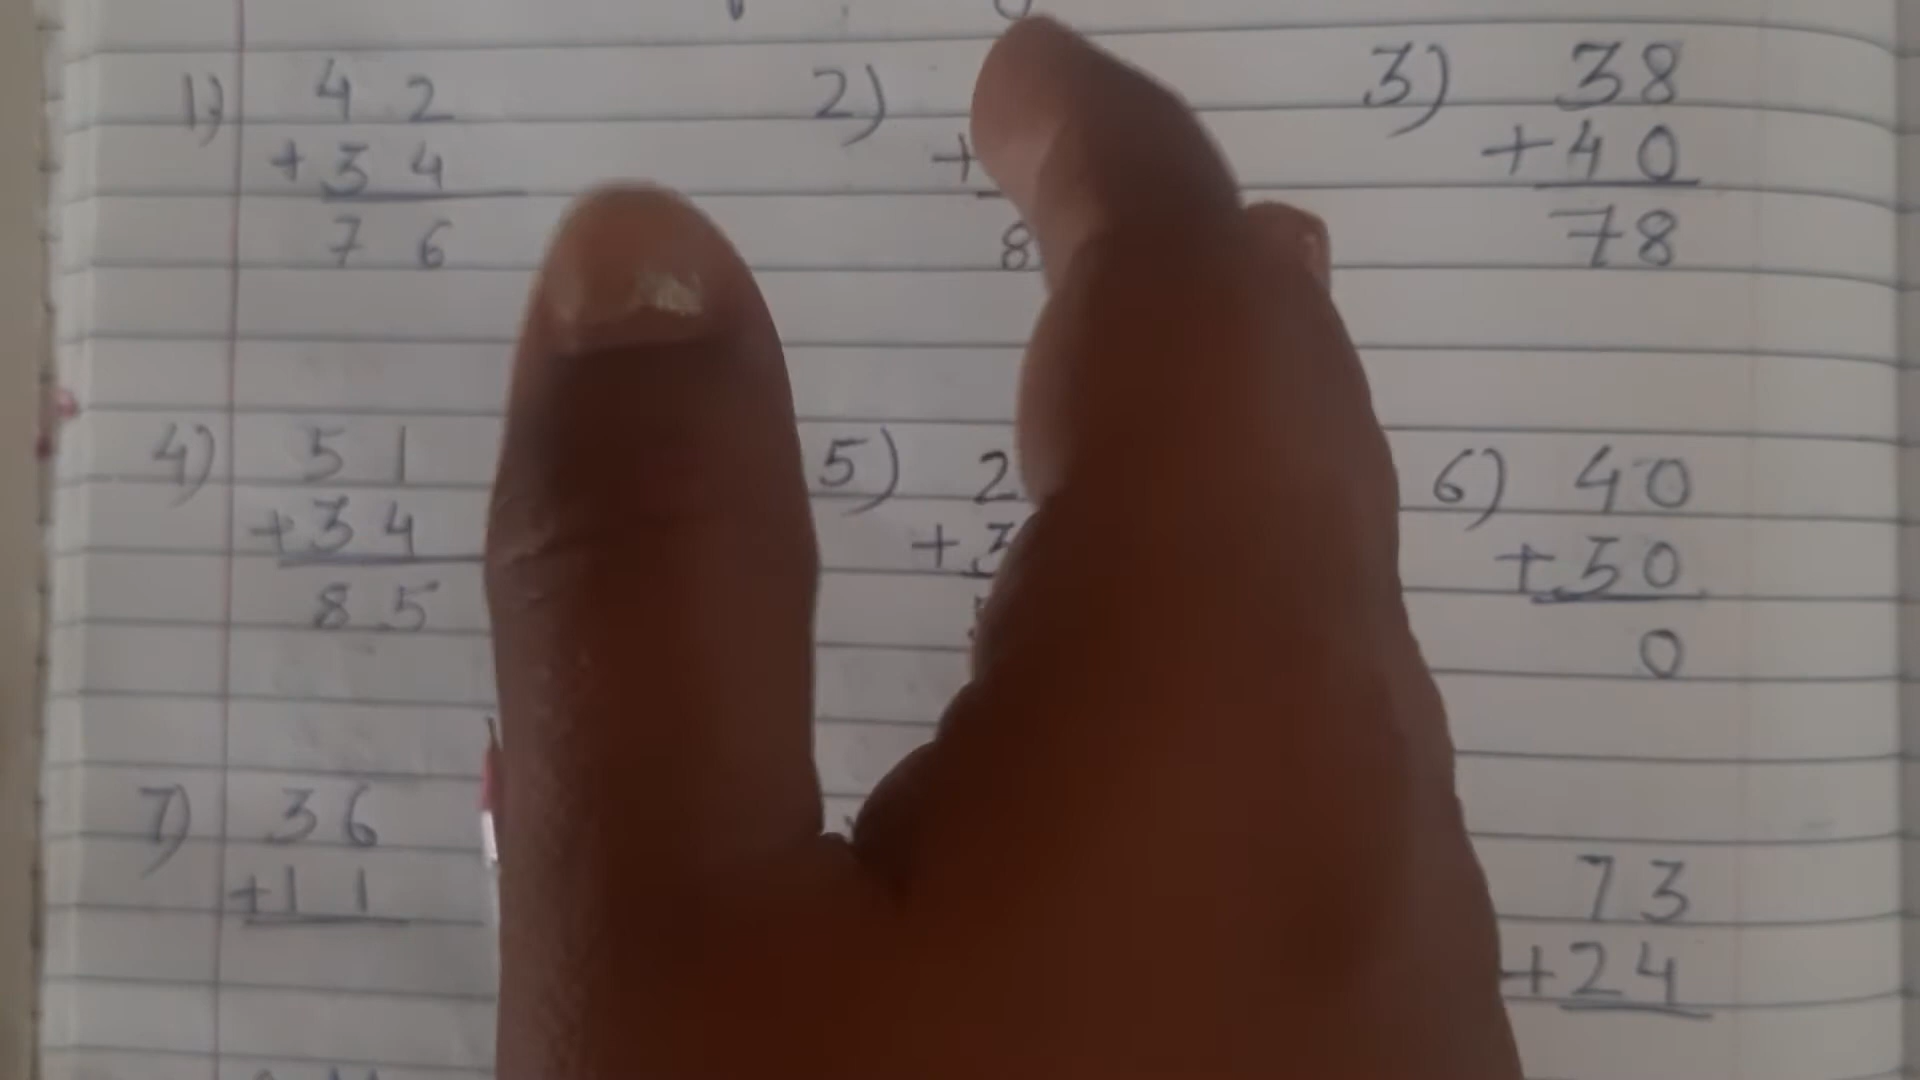 1) 42 2) 3) 38
+34 + +40
76 8 78
4) 51 5) 2 6) 40
+34 +3 +50
85 0
7) 36 73
+11 +24